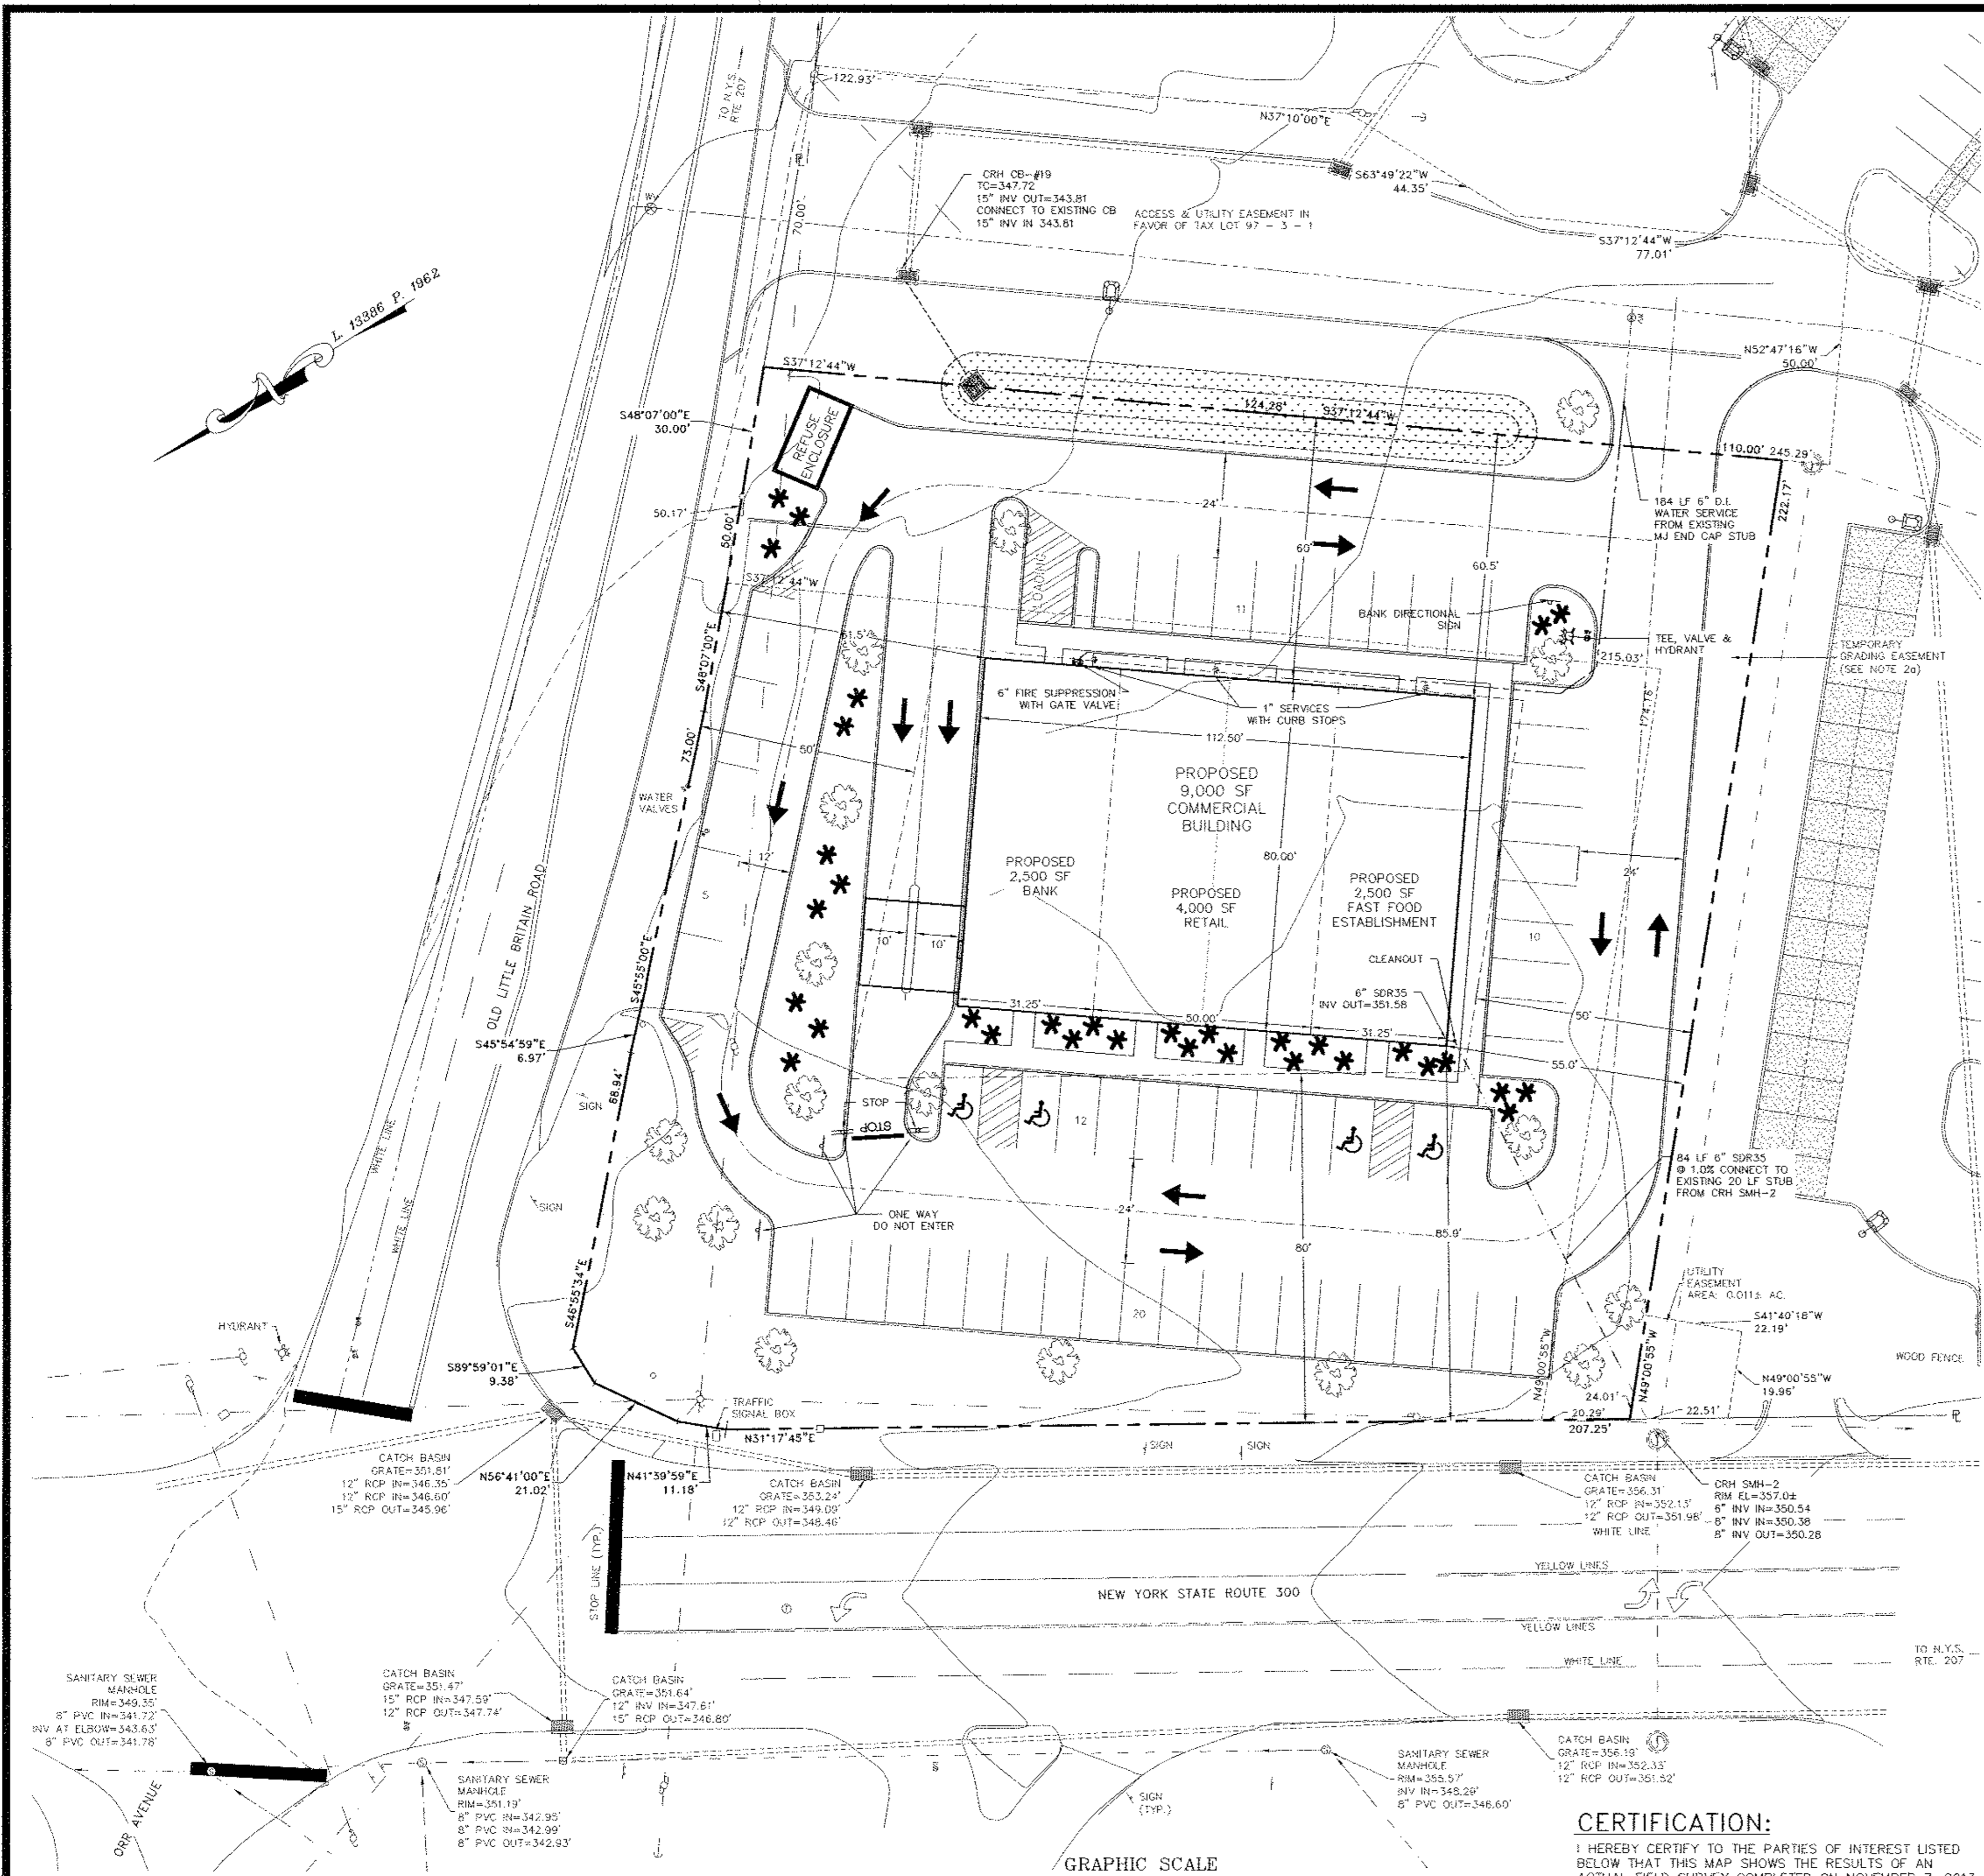 122.93'
TO N.Y.S.
RTE 207
N37°10'00"E
S63°49'22"W
44.35'
CRH CB-#19
TC=347.72
15" INV OUT=343.81
CONNECT TO EXISTING CB
15" INV IN 343.81
ACCESS & UTILITY EASEMENT IN
FAVOR OF TAX LOT 97 - 3 - 1
70.00'
S37°12'44"W
77.01'
L. 13386 P. 1962
N52°47'16"W
50.00'
S37°12'44"W
S48°07'00"E
30.00'
REFUSE
ENCLOSURE
124.28'
S37°12'44"W
110.00'
245.29'
222.17'
50.17'
50.00'
24'
184 LF 6" D.I.
WATER SERVICE
FROM EXISTING
MJ END CAP STUB
60'
60.5'
S37°12'44"W
LOADING
11
BANK DIRECTIONAL
SIGN
TEE, VALVE &
HYDRANT
TEMPORARY
GRADING EASEMENT
(SEE NOTE 2a)
61.5'
215.03'
S48°07'00"E
6" FIRE SUPPRESSION
WITH GATE VALVE
1" SERVICES
WITH CURB STOPS
174.76'
112.50'
73.00'
50'
PROPOSED
9,000 SF
COMMERCIAL
BUILDING
WATER
VALVES
12'
5
80.00'
PROPOSED
2,500 SF
BANK
PROPOSED
4,000 SF
RETAIL
PROPOSED
2,500 SF
FAST FOOD
ESTABLISHMENT
24'
10
10'
10'
OLD LITTLE BRITAIN ROAD
S45°55'00"E
CLEANOUT
6" SDR35
INV OUT=351.58
31.25'
50.00'
31.25'
50'
S45°54'59"E
6.97'
55.0'
68.94'
SIGN
STOP
STOP
12
WHITE LINE
WHITE LINE
84 LF 6" SDR35
@ 1.0% CONNECT TO
EXISTING 20 LF STUB
FROM CRH SMH-2
SIGN
ONE WAY
DO NOT ENTER
24'
80'
85.9'
S46°55'34"E
20
UTILITY
EASEMENT
AREA: 0.011± AC.
S41°40'18"W
22.19'
HYDRANT
WOOD FENCE
S89°59'01"E
9.38'
N49°00'55"W
N49°00'55"W
N49°00'55"W
19.96'
TRAFFIC
SIGNAL BOX
24.01'
20.29'
22.51'
207.25'
N31°17'45"E
SIGN
SIGN
CATCH BASIN
GRATE=351.81'
12" RCP IN=346.35'
12" RCP IN=346.60'
15" RCP OUT=345.96'
N56°41'00"E
21.02'
N41°39'59"E
11.18'
CATCH BASIN
GRATE=353.24'
12" RCP IN=349.09'
12" RCP OUT=348.46'
CATCH BASIN
GRATE=356.31'
12" RCP IN=352.13'
12" RCP OUT=351.98'
WHITE LINE
CRH SMH-2
RIM EL=357.0±
6" INV IN=350.54
8" INV IN=350.38
8" INV OUT=350.28
STOP LINE (TYP.)
YELLOW LINES
NEW YORK STATE ROUTE 300
YELLOW LINES
WHITE LINE
TO N.Y.S.
RTE. 207
SANITARY SEWER
MANHOLE
RIM=349.35'
8" PVC IN=341.72'
INV AT ELBOW=343.63'
8" PVC OUT=341.78'
CATCH BASIN
GRATE=351.47'
15" RCP IN=347.59'
12" RCP OUT=347.74'
CATCH BASIN
GRATE=351.64'
12" INV IN=347.61'
15" RCP OUT=346.80'
ORR AVENUE
SANITARY SEWER
MANHOLE
RIM=351.19'
8" PVC IN=342.95'
8" PVC IN=342.99'
8" PVC OUT=342.93'
SIGN
(TYP.)
SANITARY SEWER
MANHOLE
RIM=355.57'
INV IN=348.29'
8" PVC OUT=346.60'
CATCH BASIN
GRATE=356.19'
12" RCP IN=352.33'
12" RCP OUT=351.52'
GRAPHIC SCALE
CERTIFICATION:
I HEREBY CERTIFY TO THE PARTIES OF INTEREST LISTED
BELOW THAT THIS MAP SHOWS THE RESULTS OF AN
ACTUAL FIELD SURVEY COMPLETED ON NOVEMBER 7, 2013